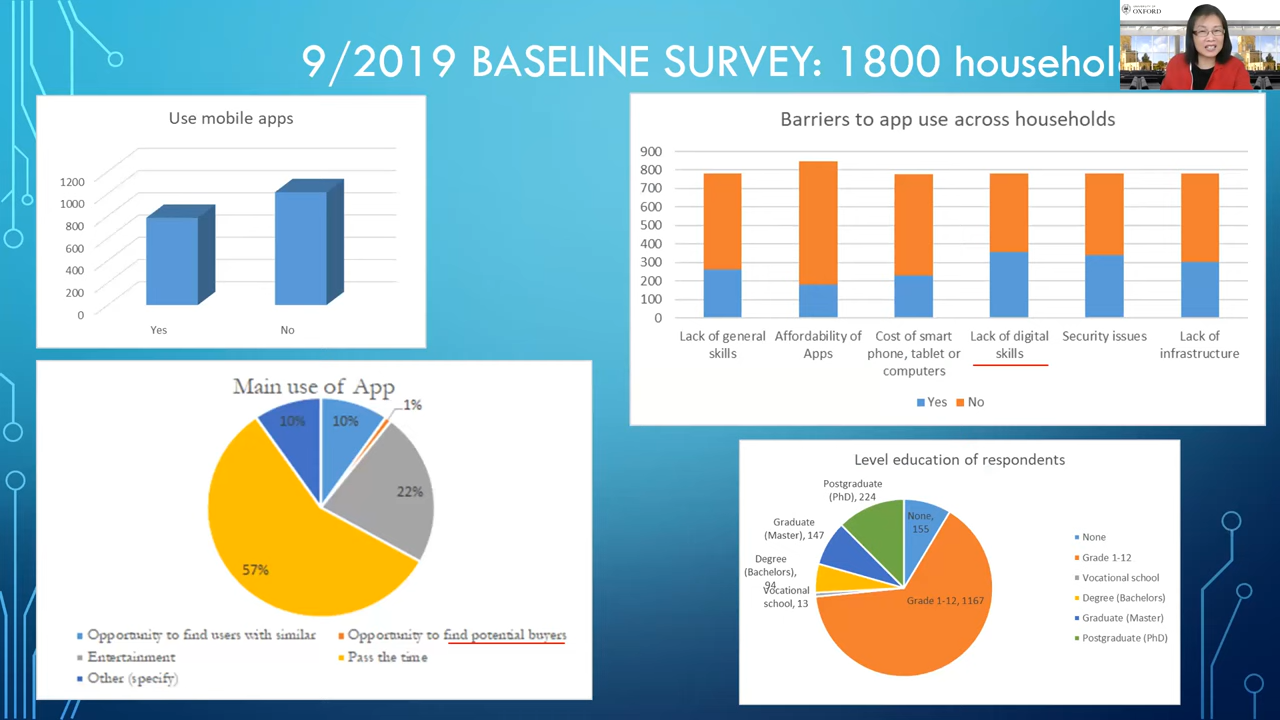 9/2019 BASELINE SURVEY: 1800 househol
UNIVERSITY OF
OXFORD
Use mobile apps
1200
1000
800
600
400
200
0
Yes
No
Barriers to app use across households
900
800
700
600
500
400
300
200
100
0
Lack of general
skills
Affordability of
Apps
Cost of smart
phone, tablet or
computers
Lack of digital
skills
Security issues
Lack of
infrastructure
Yes
No
Main use of App
10%
10%
1%
22%
57%
Opportunity to find users with similar
Opportunity to find potential buyers
Entertainment
Pass the time
Other (specify)
Level education of respondents
Postgraduate
(PhD), 224
None,
155
Graduate
(Master), 147
Degree
(Bachelors),
94
Vocational
school, 13
Grade 1-12, 1167
None
Grade 1-12
Vocational school
Degree (Bachelors)
Graduate (Master)
Postgraduate (PhD)